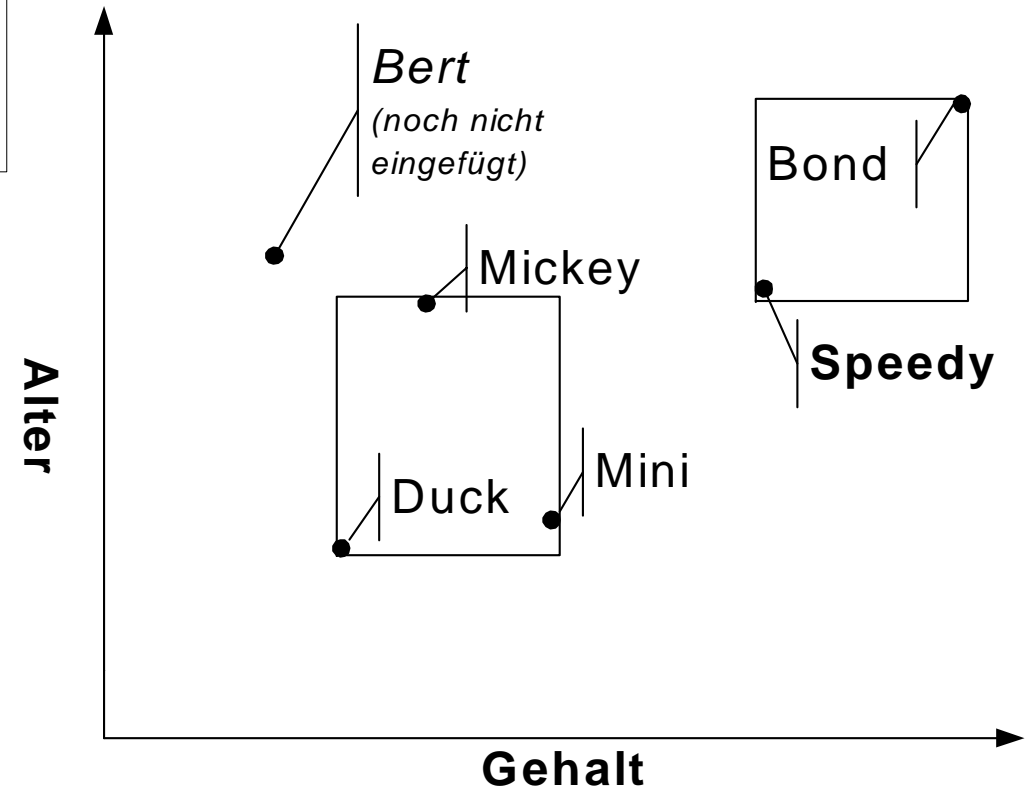 Bert
(noch nicht
eingefügt)
Bond
Mickey
Speedy
Mini
Duck
Alter
Gehalt